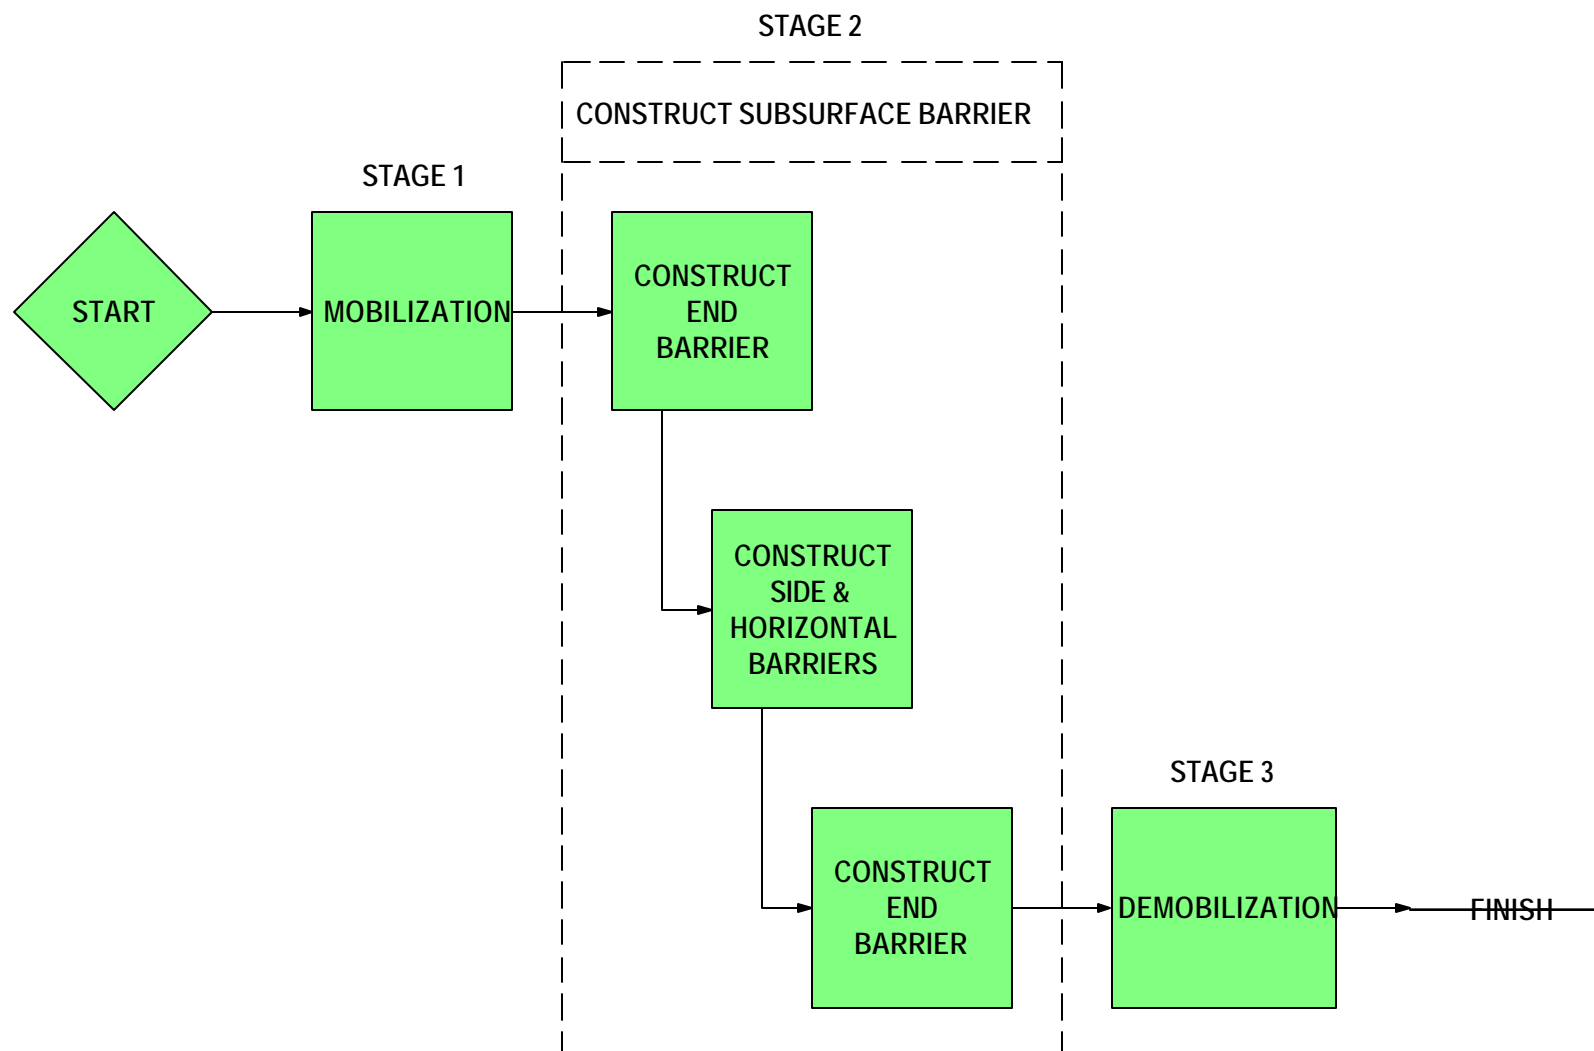 STAGE 2
CONSTRUCT SUBSURFACE BARRIER
STAGE 1
START
MOBILIZATION
CONSTRUCT
END
BARRIER
CONSTRUCT
SIDE &
HORIZONTAL
BARRIERS
STAGE 3
CONSTRUCT
END
BARRIER
DEMOBILIZATION
FINISH